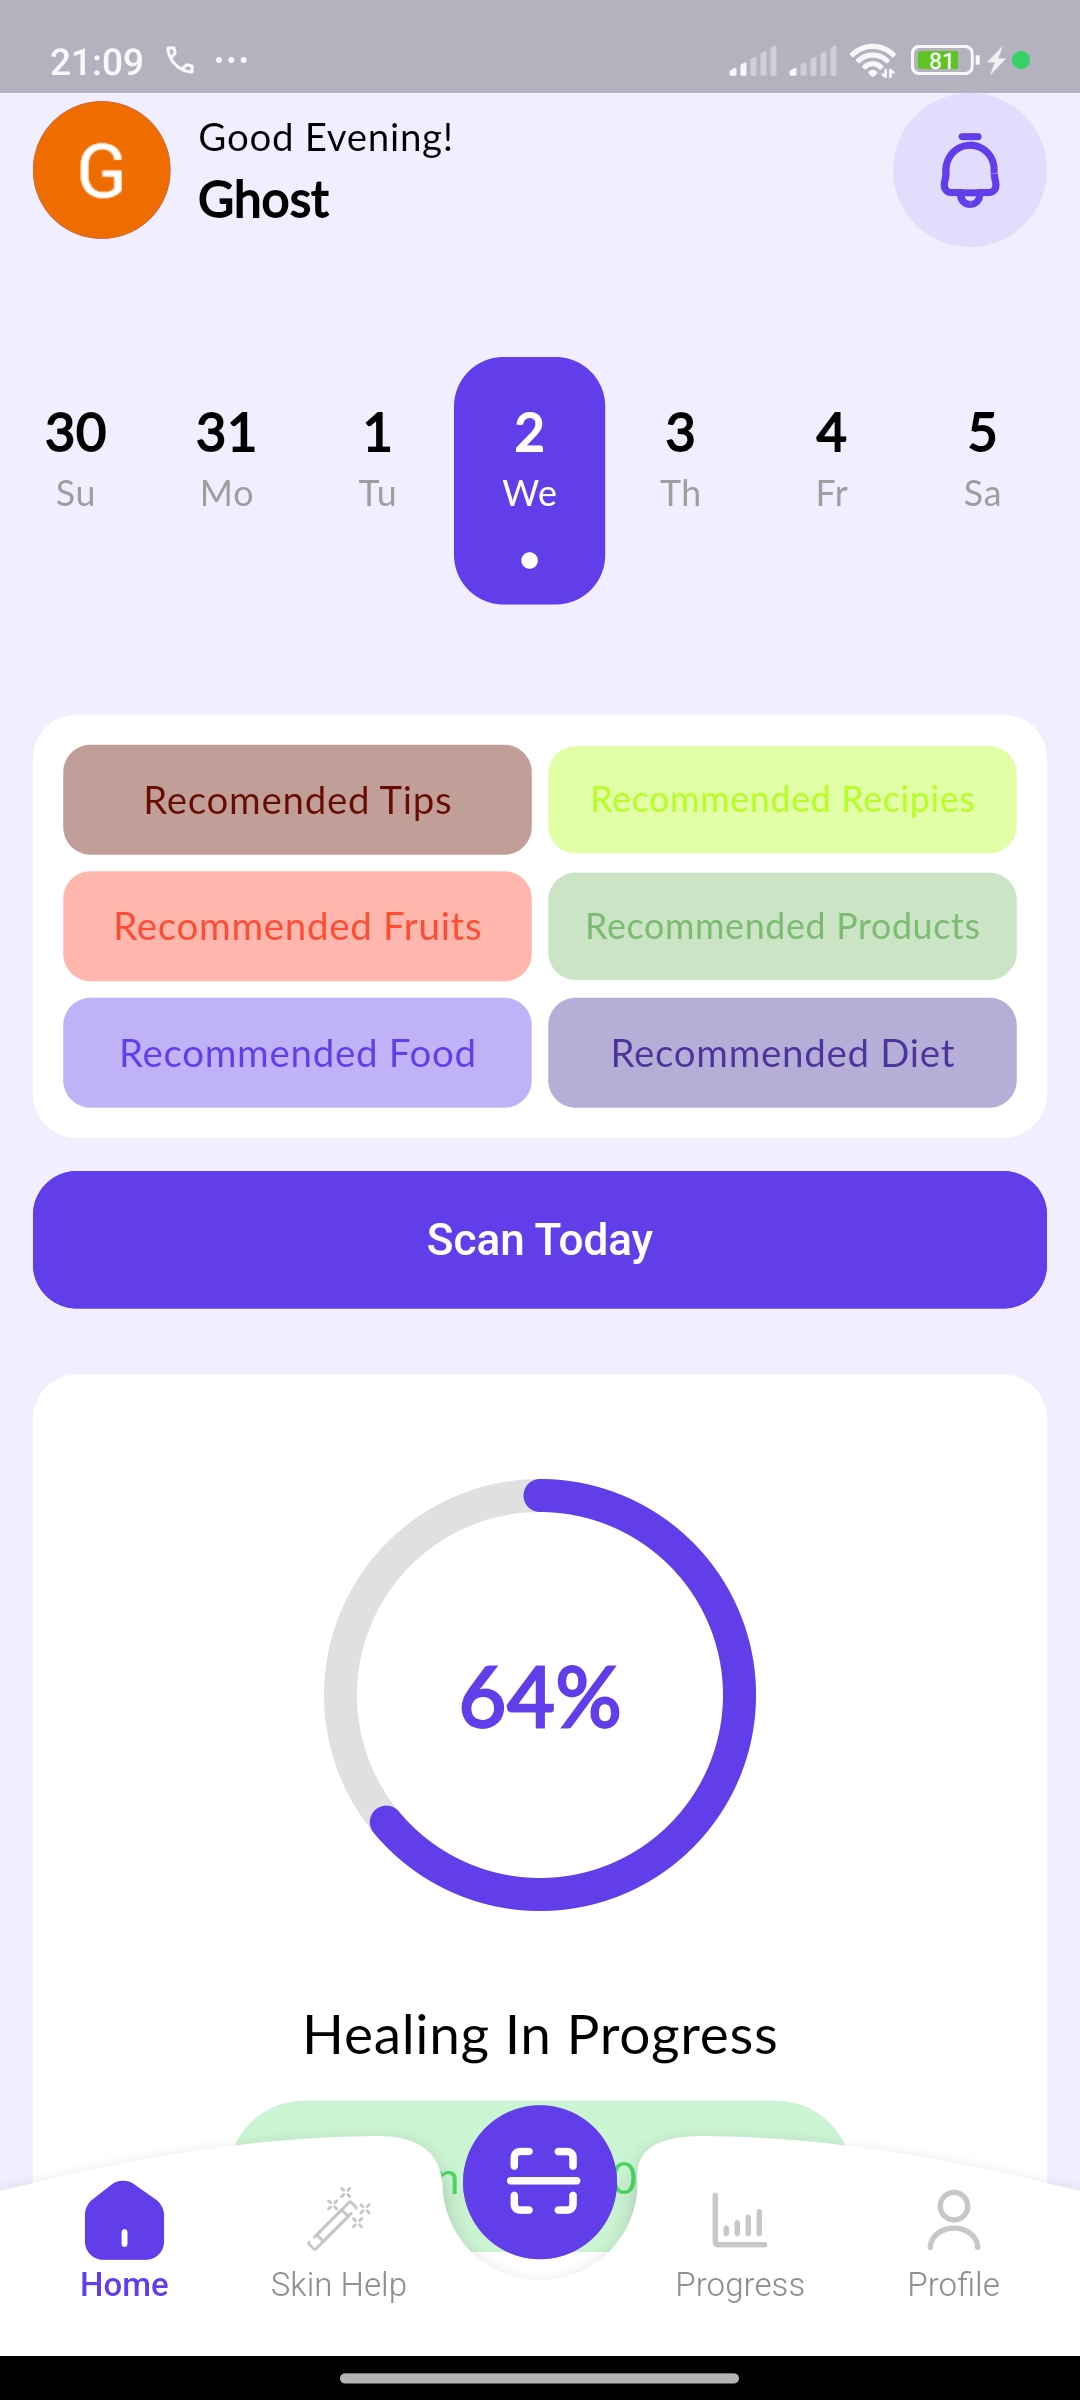 21:09
81
G
Good Evening!
Ghost
30 31 1 2 3 4 5
Su Mo Tu We Th Fr Sa
Recomended Tips
Recommended Recipies
Recommended Fruits
Recommended Products
Recommended Food
Recommended Diet
Scan Today
64%
Healing In Progress
Home
Skin Help
Progress
Profile